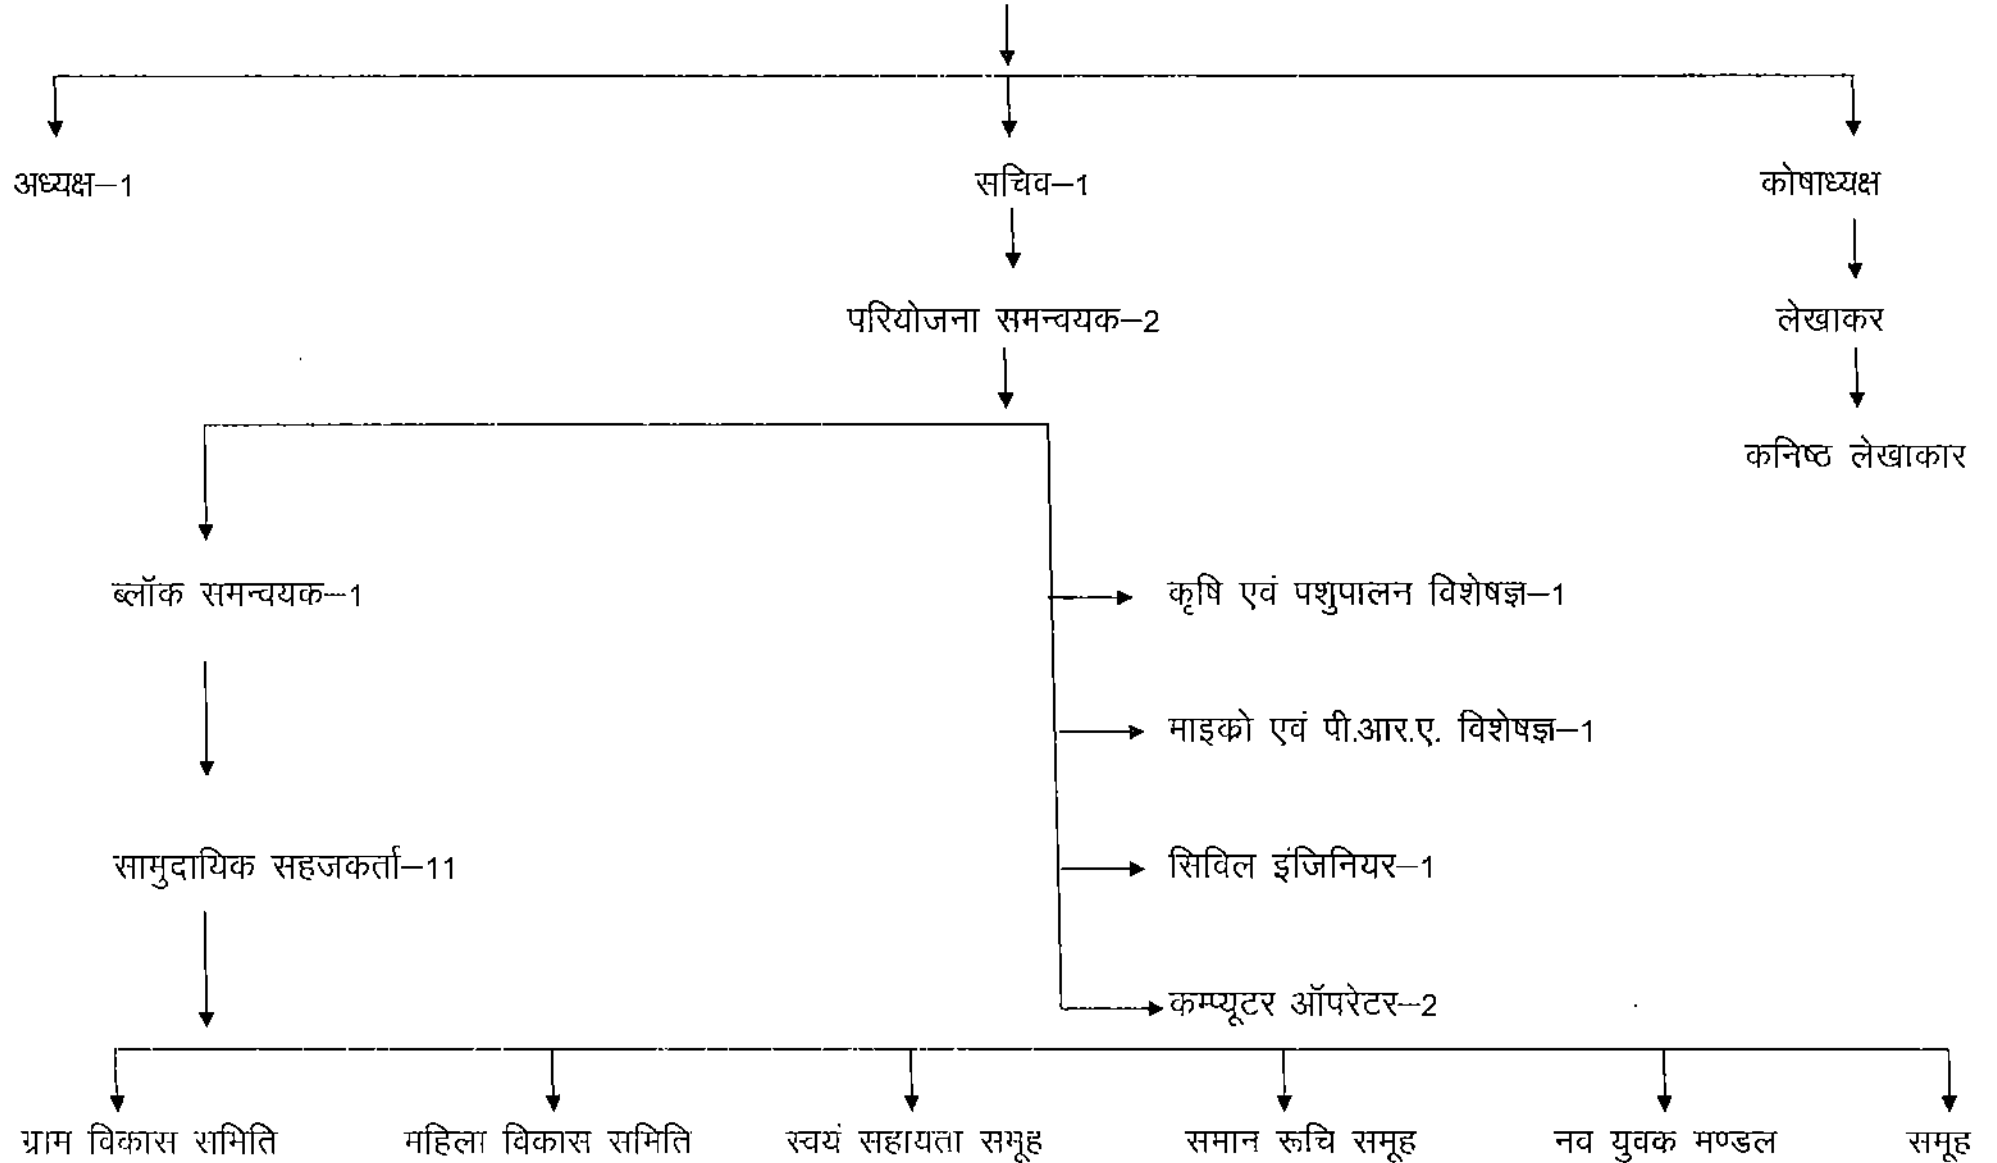 अध्यक्ष–1
सचिव–1
कोषाध्यक्ष
परियोजना समन्वयक–2
लेखाकर
कनिष्ठ लेखाकार
ब्लॉक समन्वयक–1
कृषि एवं पशुपालन विशेषज्ञ–1
माइको एवं पी.आर.ए. विशेषज्ञ–1
सामुदायिक सहजकर्ता–11
सिविल इंजिनियर–1
कम्प्यूटर ऑपरेटर–2
ग्राम विकास समिति
महिला विकास समिति
स्वयं सहायता समूह
समान रूचि समूह
नव युवक मण्डल
समूह